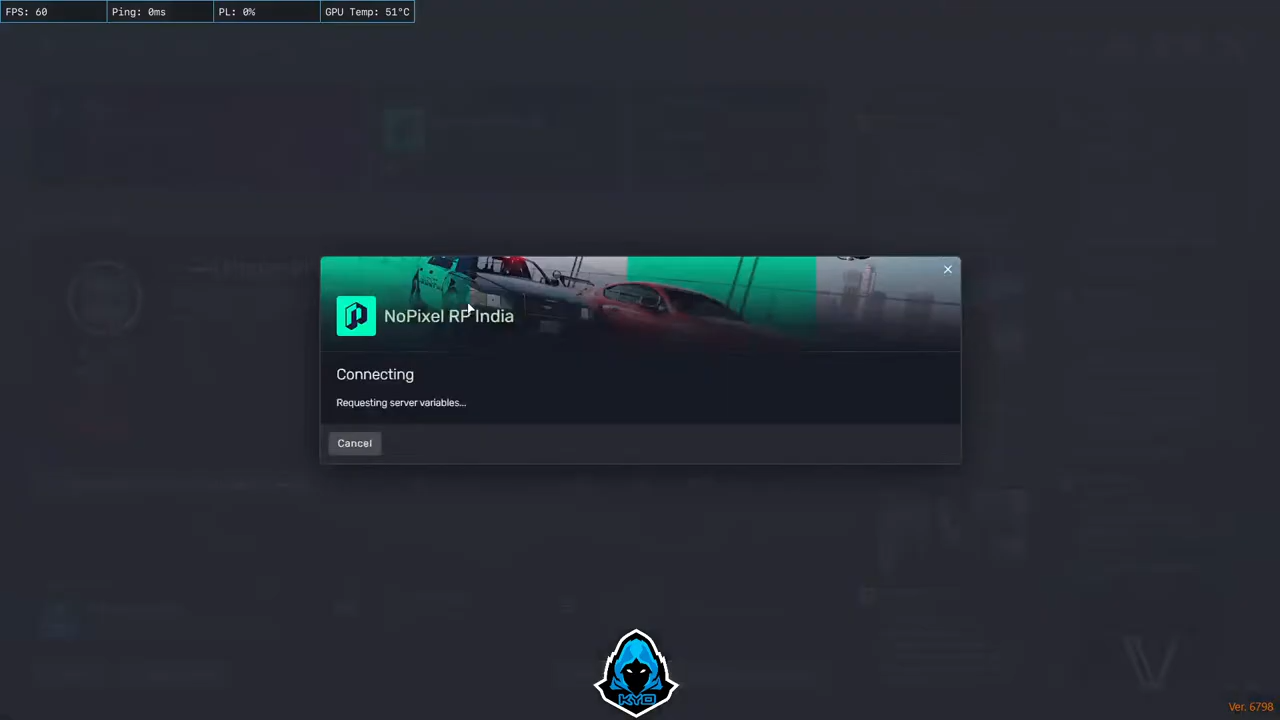 FPS: 60 Ping: 0ms PL: 0% GPU Temp: 51°C
NoPixel RP India
Connecting
Requesting server variables...
Cancel
KYO
Ver. 6798